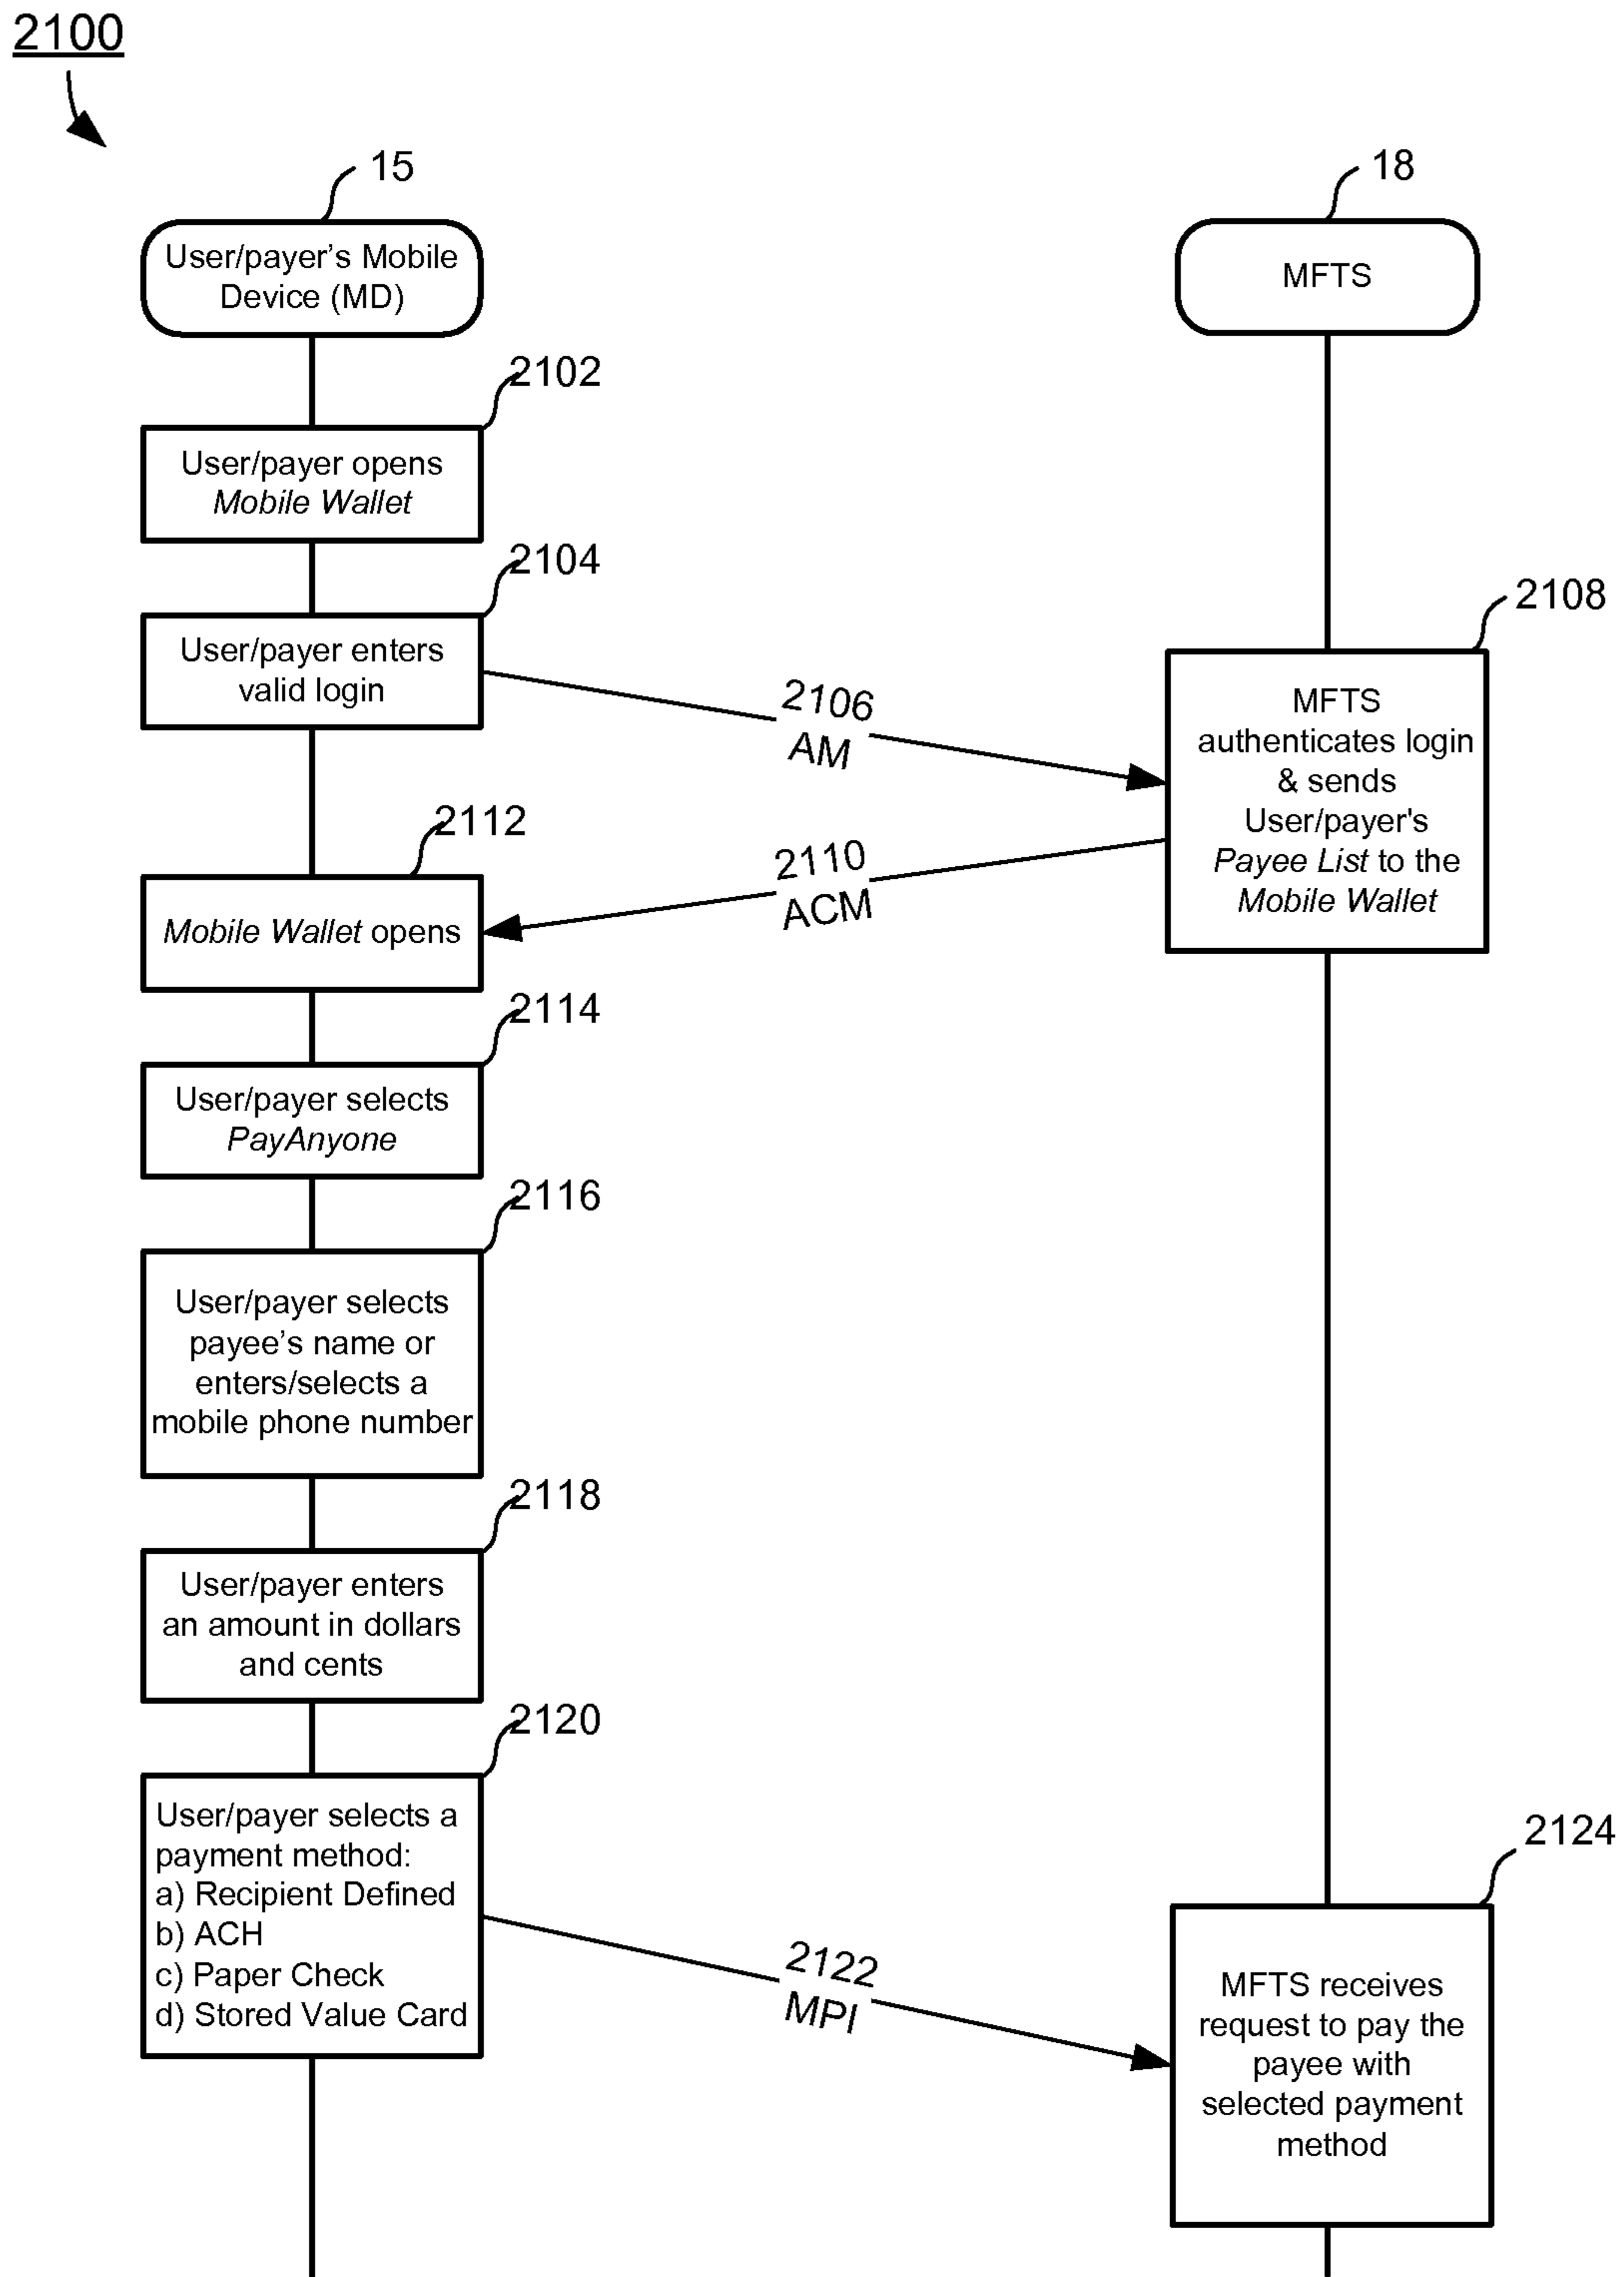 2100
15
18
User/payer's Mobile
Device (MD)
MFTS
2102
User/payer opens
Mobile Wallet
2104
User/payer enters
valid login
2106
AM
2108
MFTS
authenticates login
& sends
User/payer's
Payee List to the
Mobile Wallet
2110
ACM
2112
Mobile Wallet opens
2114
User/payer selects
PayAnyone
2116
User/payer selects
payee’s name or
enters/selects a
mobile phone number
2118
User/payer enters
an amount in dollars
and cents
2120
User/payer selects a
payment method:
a) Recipient Defined
b) ACH
c) Paper Check
d) Stored Value Card
2122
MPI
2124
MFTS receives
request to pay the
payee with
selected payment
method